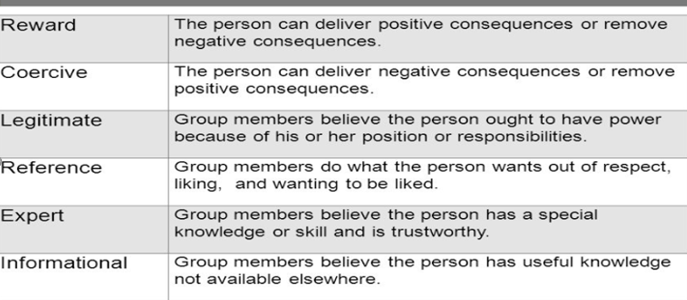 Reward
The person can deliver positive consequences or remove
negative consequences.
Coercive
The person can deliver negative consequences or remove
positive consequences.
Legitimate
Group members believe the person ought to have power
because of his or her position or responsibilities.
Reference
Group members do what the person wants out of respect,
liking, and wanting to be liked.
Expert
Group members believe the person has a special
knowledge or skill and is trustworthy.
Informational
Group members believe the person has useful knowledge
not available elsewhere.